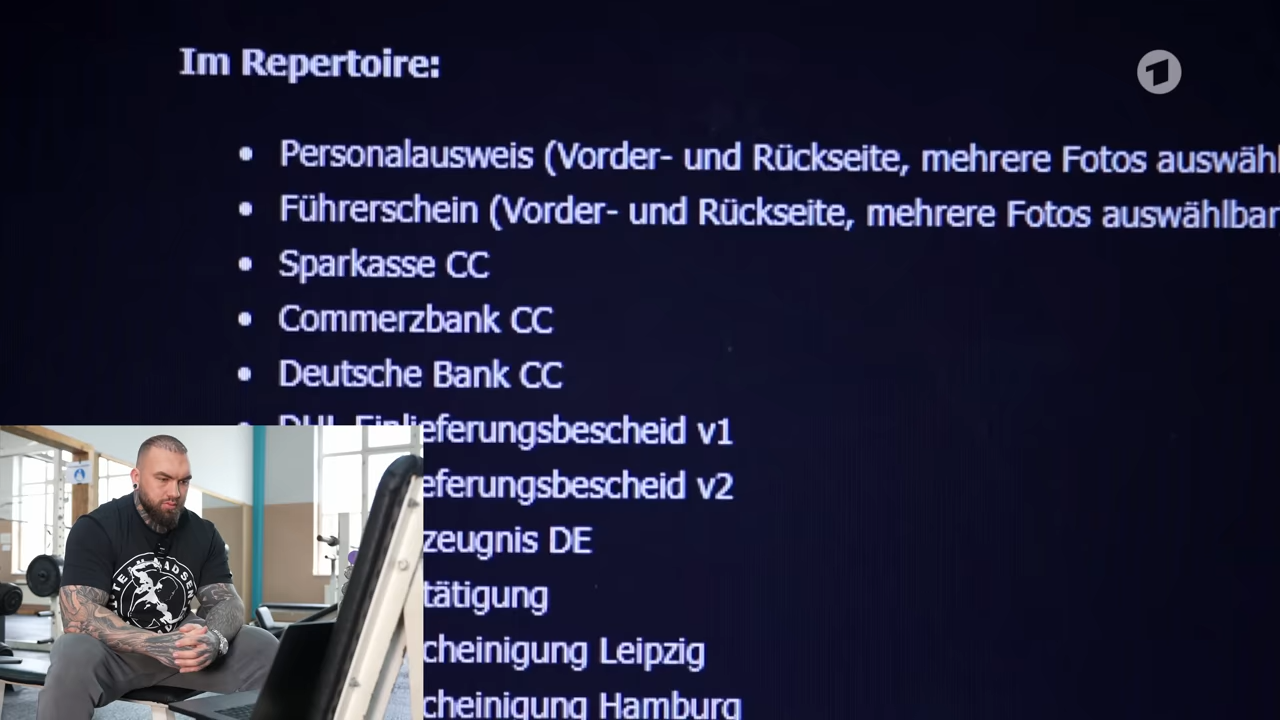 Im Repertoire:
• Personalausweis (Vorder- und Rückseite, mehrere Fotos auswähl
• Führerschein (Vorder- und Rückseite, mehrere Fotos auswählbar
• Sparkasse CC
• Commerzbank CC
• Deutsche Bank CC
• DHL Einlieferungsbescheid v1
eferungsbescheid v2
zeugnis DE
tätigung
cheinigung Leipzig
cheinigung Hamburg